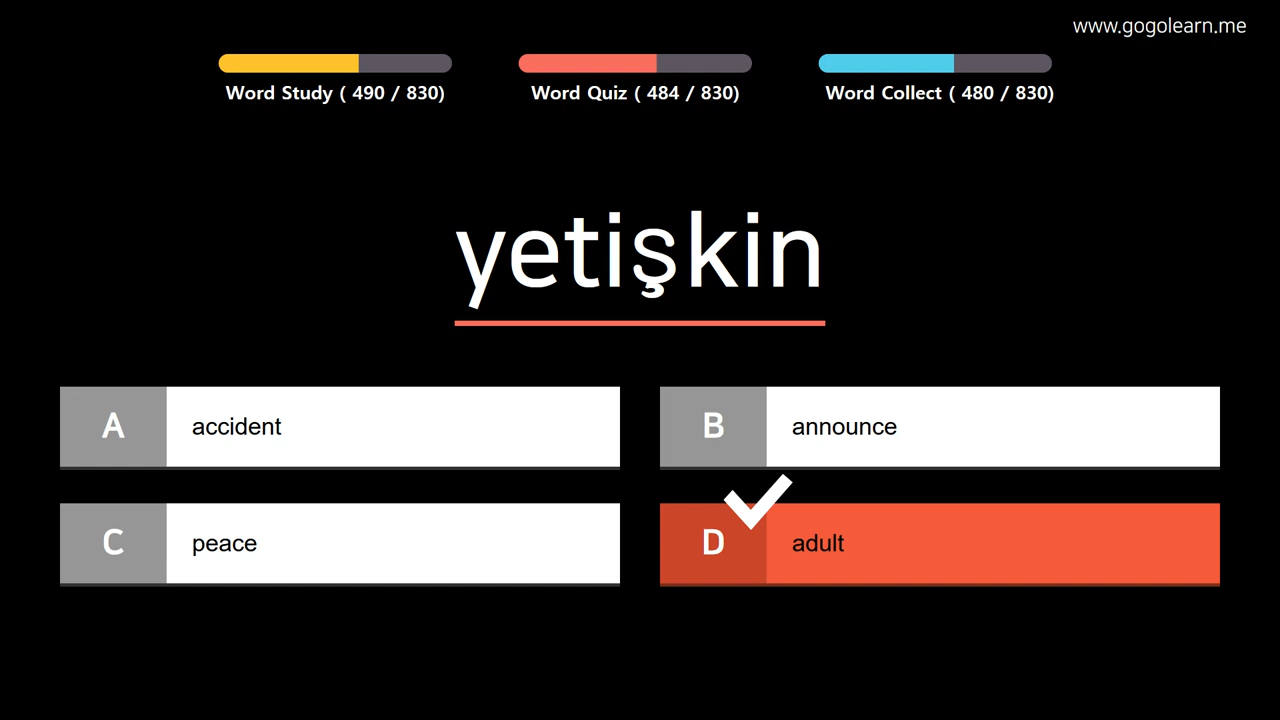 www.gogolearn.me
Word Study ( 490 / 830)
Word Quiz ( 484 / 830)
Word Collect ( 480 / 830)
yetişkin
A
accident
B
announce
C
peace
D
adult